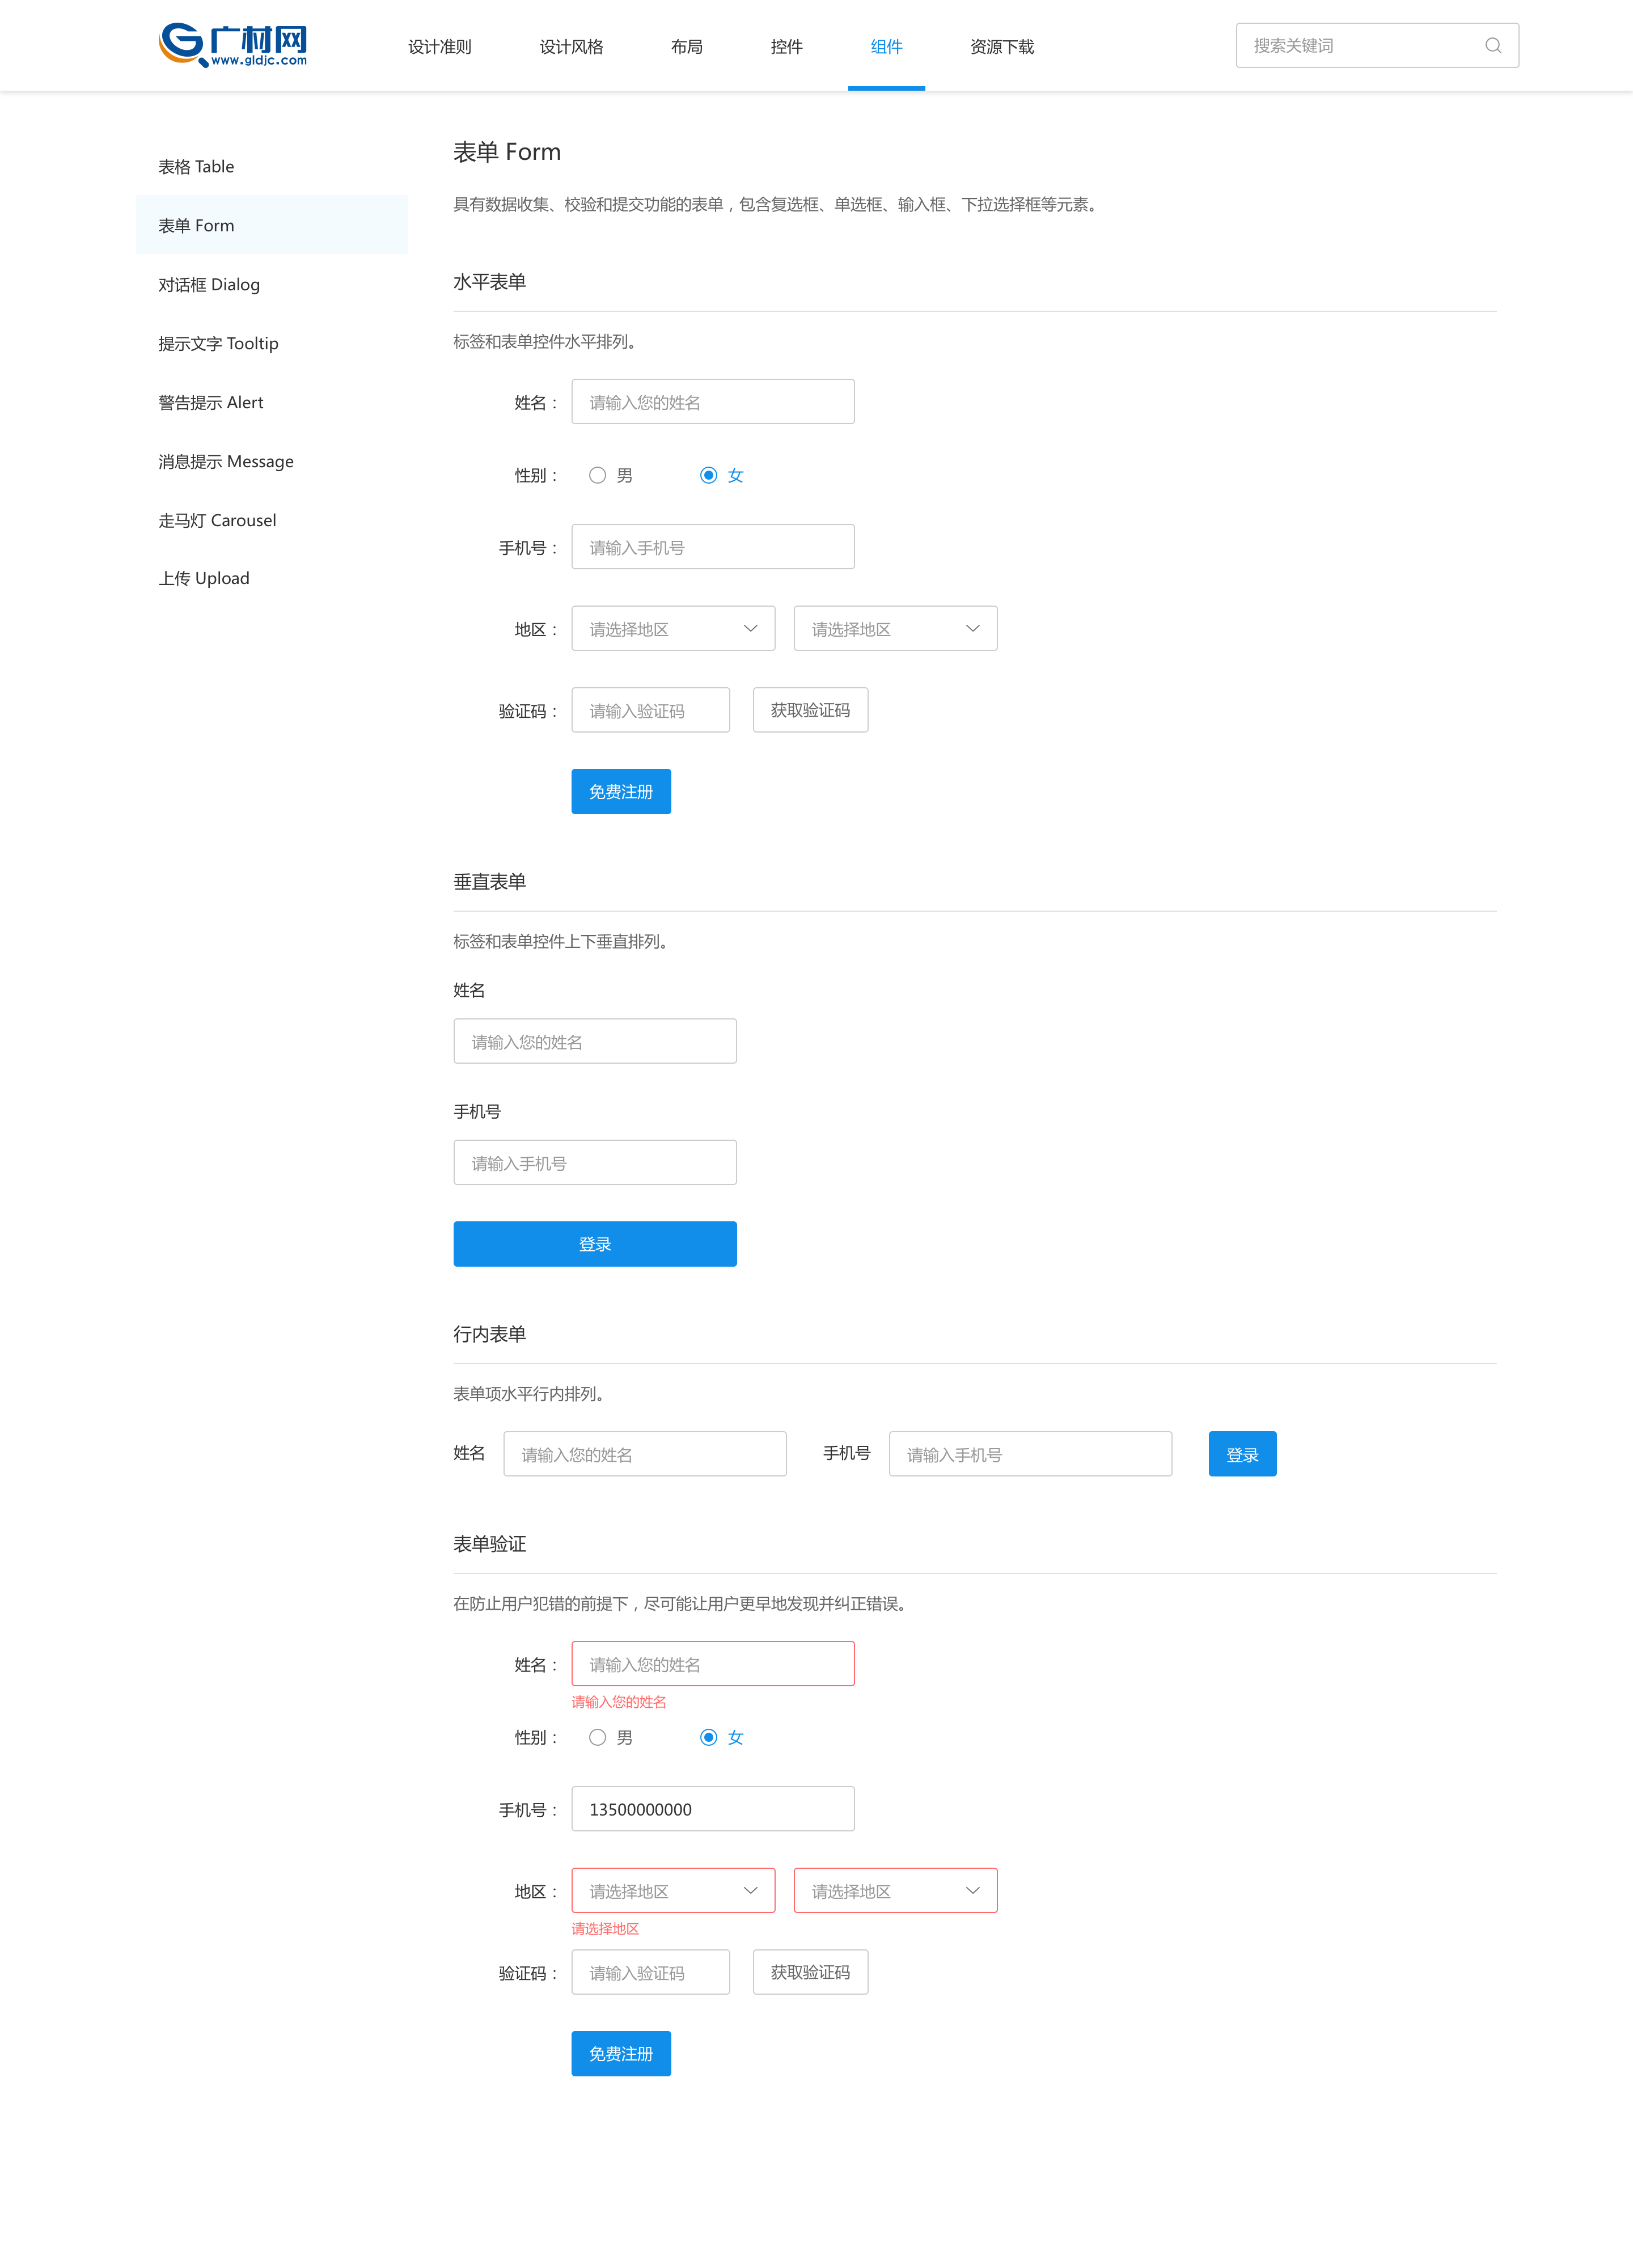 广材网
www.gldjc.com
设计准则 设计风格 布局 控件 组件 资源下载 搜索关键词
表格 Table
表单 Form
对话框 Dialog
提示文字 Tooltip
警告提示 Alert
消息提示 Message
走马灯 Carousel
上传 Upload
表单 Form
具有数据收集、校验和提交功能的表单，包含复选框、单选框、输入框、下拉选择框等元素。
水平表单
标签和表单控件水平排列。
姓名： 请输入您的姓名
性别： 男 女
手机号： 请输入手机号
地区： 请选择地区 请选择地区
验证码： 请输入验证码 获取验证码
免费注册
垂直表单
标签和表单控件上下垂直排列。
姓名
请输入您的姓名
手机号
请输入手机号
登录
行内表单
表单项水平行内排列。
姓名 请输入您的姓名 手机号 请输入手机号 登录
表单验证
在防止用户犯错的前提下，尽可能让用户更早地发现并纠正错误。
姓名： 请输入您的姓名
请输入您的姓名
性别： 男 女
手机号： 13500000000
地区： 请选择地区 请选择地区
请选择地区
验证码： 请输入验证码 获取验证码
免费注册